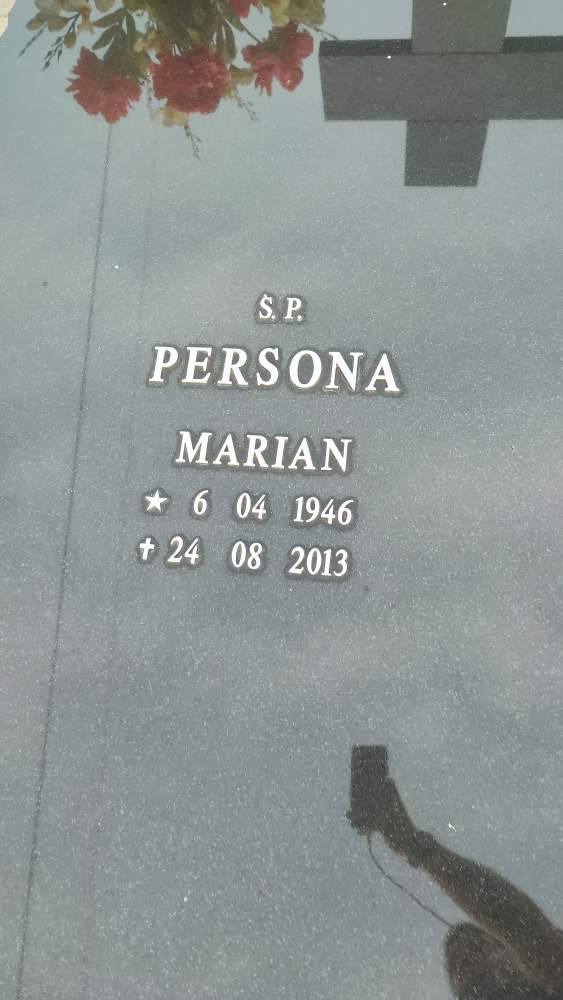 Ś. P.
PERSONA
MARIAN
★ 6 04 1946
✝ 24 08 2013